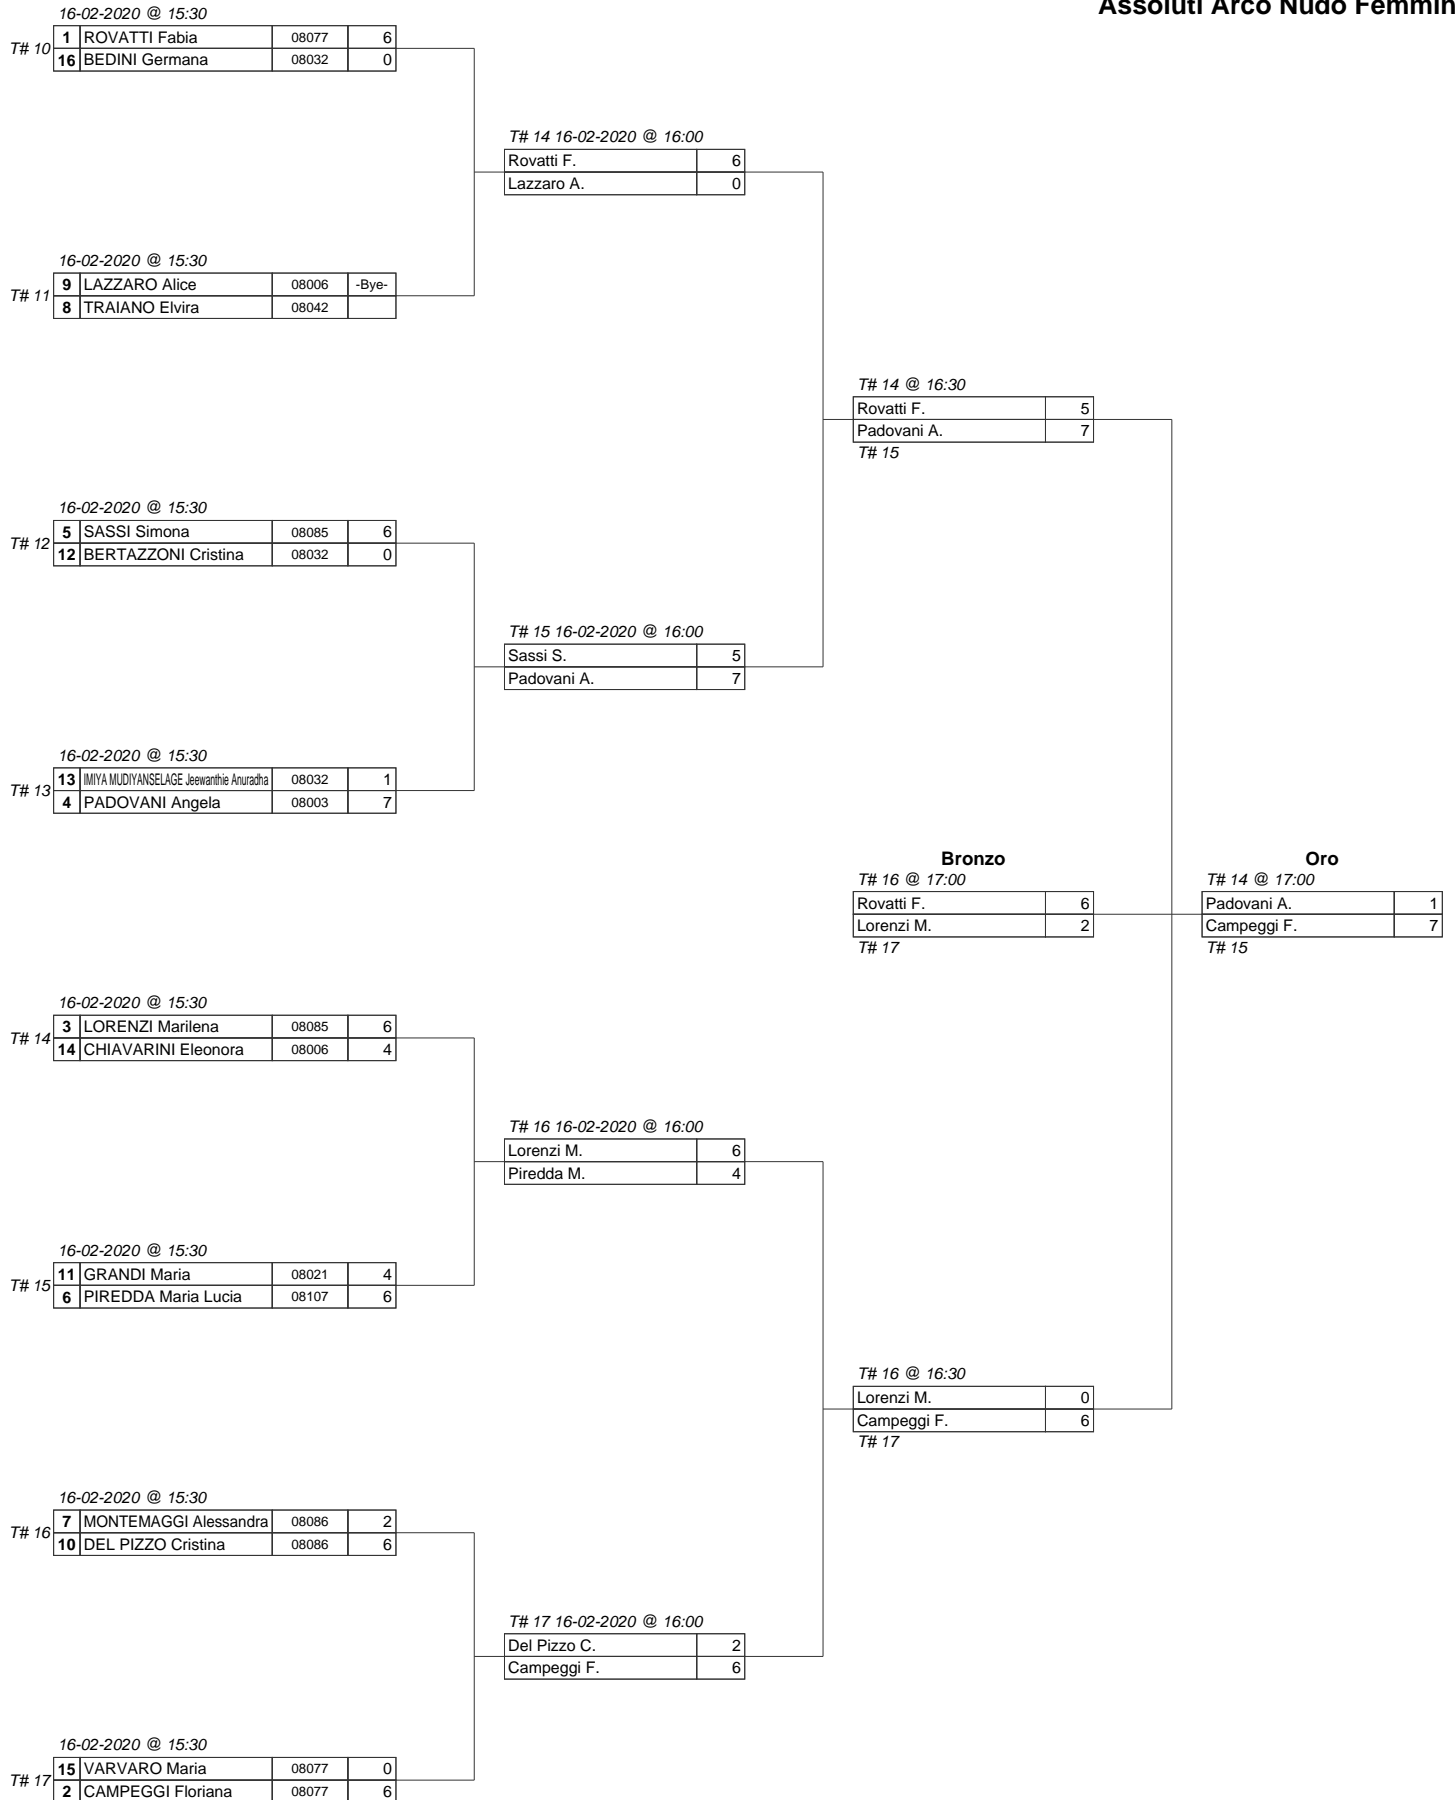 Assoluti Arco Nudo Femmin
16-02-2020 @ 15:30
T# 10
1 ROVATTI Fabia 08077 6
16 BEDINI Germana 08032 0
T# 14 16-02-2020 @ 16:00
Rovatti F. 6
Lazzaro A. 0
16-02-2020 @ 15:30
T# 11
9 LAZZARO Alice 08006 -Bye-
8 TRAIANO Elvira 08042
T# 14 @ 16:30
Rovatti F. 5
Padovani A. 7
T# 15
16-02-2020 @ 15:30
T# 12
5 SASSI Simona 08085 6
12 BERTAZZONI Cristina 08032 0
T# 15 16-02-2020 @ 16:00
Sassi S. 5
Padovani A. 7
16-02-2020 @ 15:30
T# 13
13 IMIYA MUDIYANSELAGE Jeewanthie Anuradha 08032 1
4 PADOVANI Angela 08003 7
Bronzo
T# 16 @ 17:00
Rovatti F. 6
Lorenzi M. 2
T# 17
Oro
T# 14 @ 17:00
Padovani A. 1
Campeggi F. 7
T# 15
16-02-2020 @ 15:30
T# 14
3 LORENZI Marilena 08085 6
14 CHIAVARINI Eleonora 08006 4
T# 16 16-02-2020 @ 16:00
Lorenzi M. 6
Piredda M. 4
16-02-2020 @ 15:30
T# 15
11 GRANDI Maria 08021 4
6 PIREDDA Maria Lucia 08107 6
T# 16 @ 16:30
Lorenzi M. 0
Campeggi F. 6
T# 17
16-02-2020 @ 15:30
T# 16
7 MONTEMAGGI Alessandra 08086 2
10 DEL PIZZO Cristina 08086 6
T# 17 16-02-2020 @ 16:00
Del Pizzo C. 2
Campeggi F. 6
16-02-2020 @ 15:30
T# 17
15 VARVARO Maria 08077 0
2 CAMPEGGI Floriana 08077 6